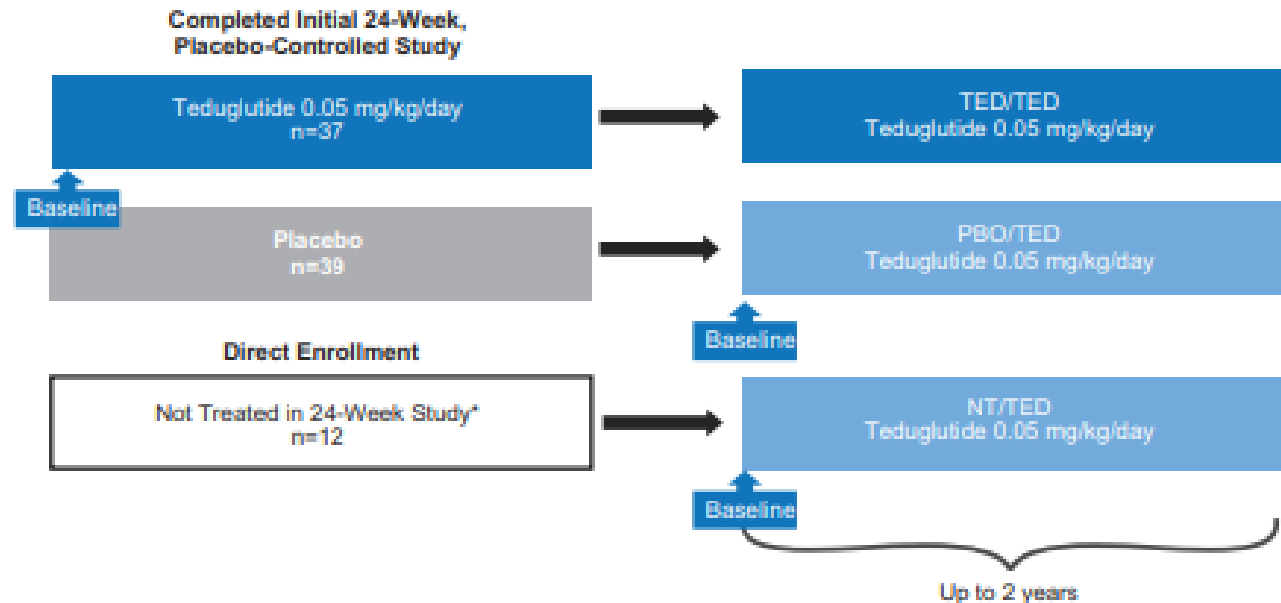 Completed Initial 24-Week,
Placebo-Controlled Study
Teduglutide 0.05 mg/kg/day
n=37
TED/TED
Teduglutide 0.05 mg/kg/day
Baseline
Placebo
n=39
PBO/TED
Teduglutide 0.05 mg/kg/day
Baseline
Direct Enrollment
Not Treated in 24-Week Study*
n=12
NT/TED
Teduglutide 0.05 mg/kg/day
Baseline
Up to 2 years